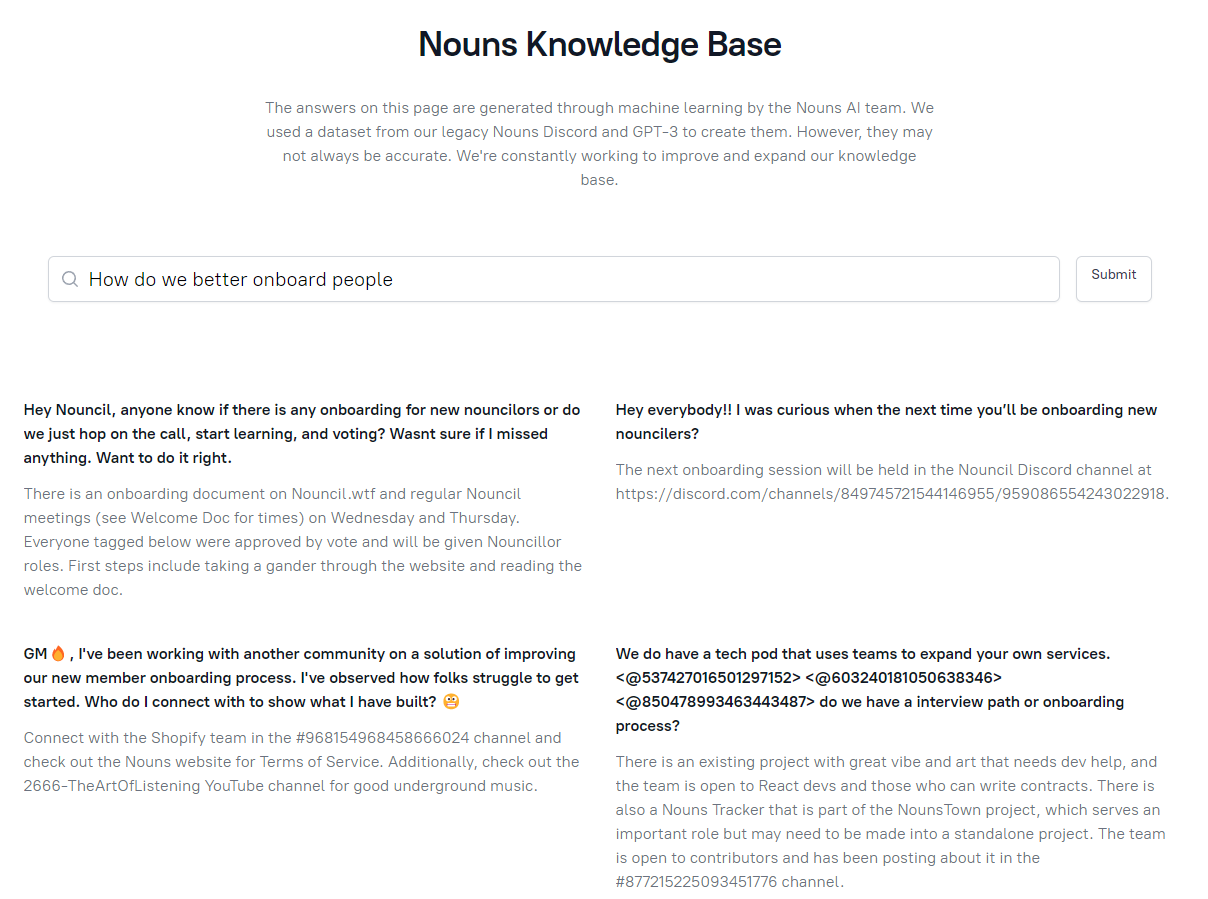 Nouns Knowledge Base
The answers on this page are generated through machine learning by the Nouns AI team. We
used a dataset from our legacy Nouns Discord and GPT-3 to create them. However, they may
not always be accurate. We're constantly working to improve and expand our knowledge
base.
How do we better onboard people
Submit
Hey Nouncil, anyone know if there is any onboarding for new nouncilors or do
we just hop on the call, start learning, and voting? Wasnt sure if I missed
anything. Want to do it right.
There is an onboarding document on Nouncil.wtf and regular Nouncil
meetings (see Welcome Doc for times) on Wednesday and Thursday.
Everyone tagged below were approved by vote and will be given Nouncillor
roles. First steps include taking a gander through the website and reading the
welcome doc.
Hey everybody!! I was curious when the next time you’ll be onboarding new
nouncilers?
The next onboarding session will be held in the Nouncil Discord channel at
https://discord.com/channels/849745721544146955/959086554243022918.
GM 🔥 , I've been working with another community on a solution of improving
our new member onboarding process. I've observed how folks struggle to get
started. Who do I connect with to show what I have built? 😬
Connect with the Shopify team in the #968154968458666024 channel and
check out the Nouns website for Terms of Service. Additionally, check out the
2666-TheArtOfListening YouTube channel for good underground music.
We do have a tech pod that uses teams to expand your own services.
<@537427016501297152> <@603240181050638346>
<@850478993463443487> do we have a interview path or onboarding
process?
There is an existing project with great vibe and art that needs dev help, and
the team is open to React devs and those who can write contracts. There is
also a Nouns Tracker that is part of the NounsTown project, which serves an
important role but may need to be made into a standalone project. The team
is open to contributors and has been posting about it in the
#877215225093451776 channel.